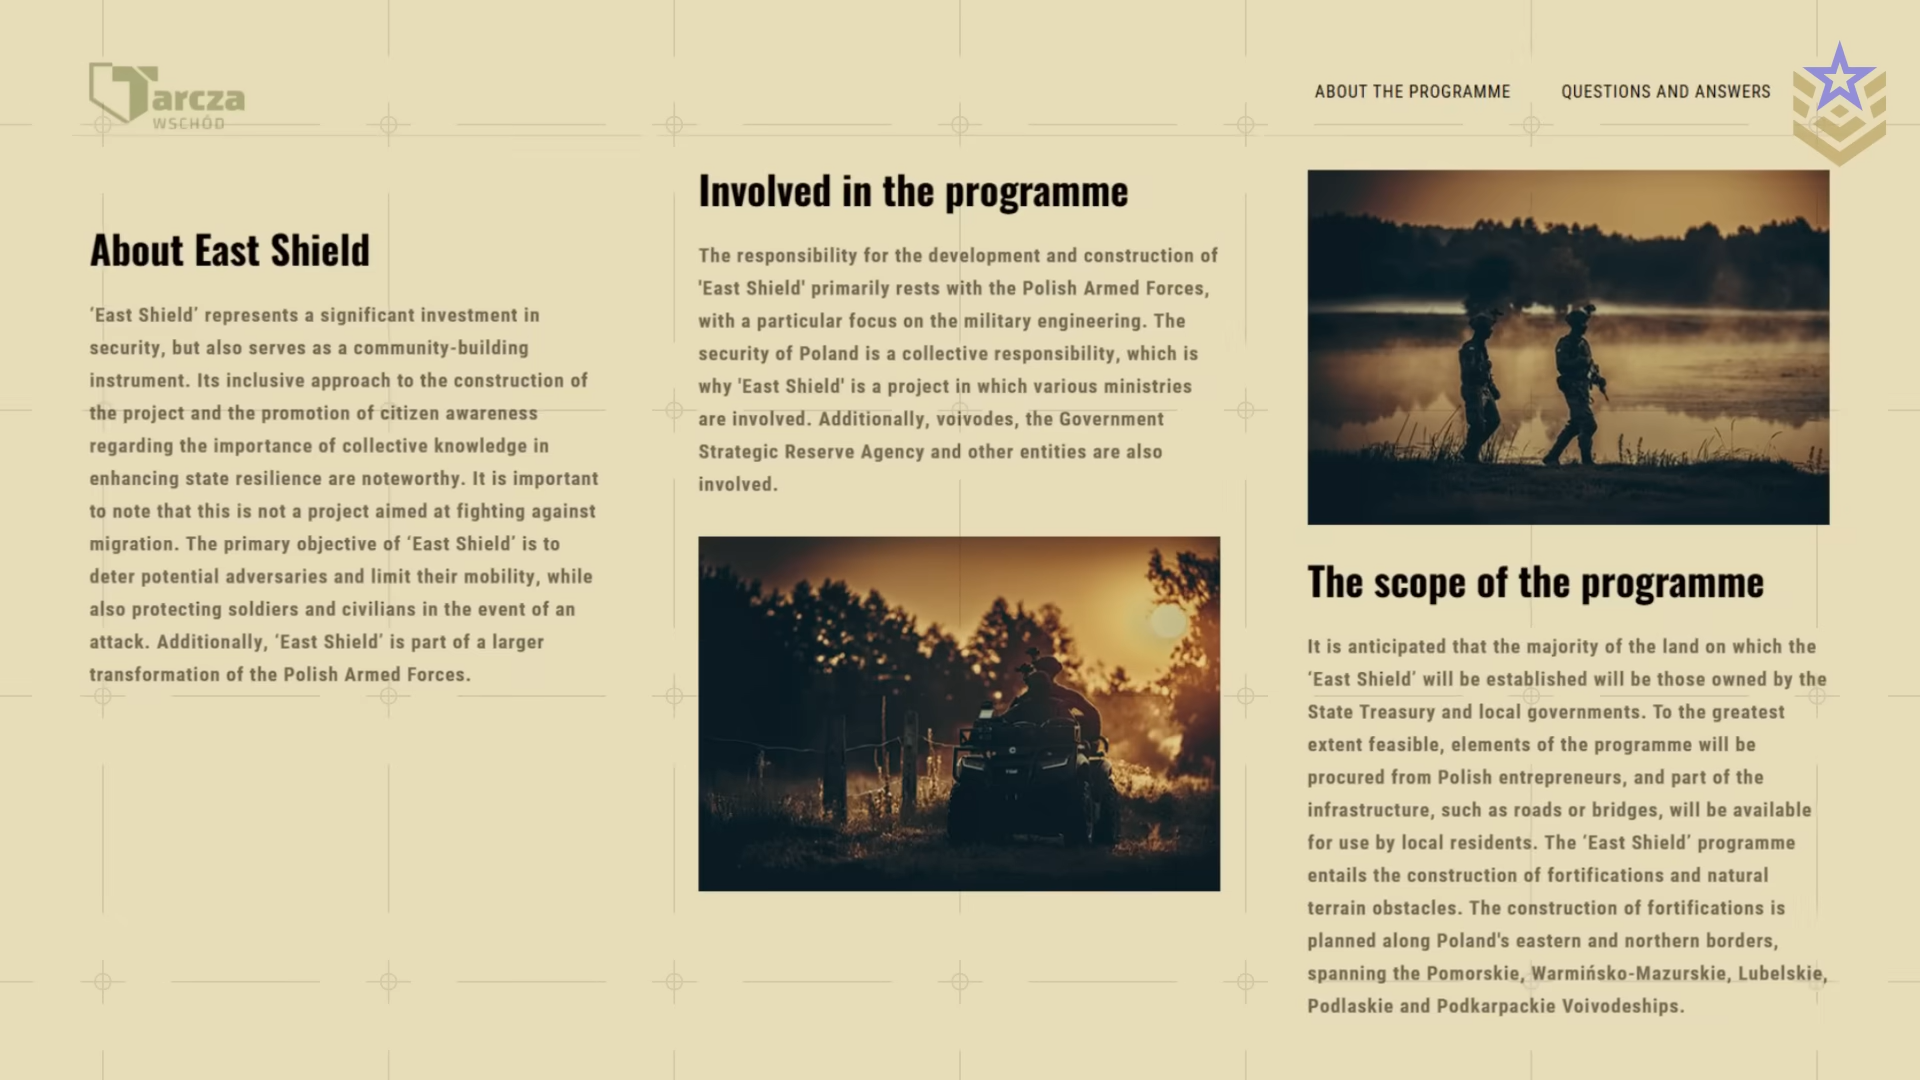 Tarcza
WSCHÓD
ABOUT THE PROGRAMME
QUESTIONS AND ANSWERS
About East Shield
‘East Shield’ represents a significant investment in
security, but also serves as a community-building
instrument. Its inclusive approach to the construction of
the project and the promotion of citizen awareness
regarding the importance of collective knowledge in
enhancing state resilience are noteworthy. It is important
to note that this is not a project aimed at fighting against
migration. The primary objective of ‘East Shield’ is to
deter potential adversaries and limit their mobility, while
also protecting soldiers and civilians in the event of an
attack. Additionally, ‘East Shield’ is part of a larger
transformation of the Polish Armed Forces.
Involved in the programme
The responsibility for the development and construction of
'East Shield' primarily rests with the Polish Armed Forces,
with a particular focus on the military engineering. The
security of Poland is a collective responsibility, which is
why 'East Shield' is a project in which various ministries
are involved. Additionally, voivodes, the Government
Strategic Reserve Agency and other entities are also
involved.
The scope of the programme
It is anticipated that the majority of the land on which the
‘East Shield’ will be established will be those owned by the
State Treasury and local governments. To the greatest
extent feasible, elements of the programme will be
procured from Polish entrepreneurs, and part of the
infrastructure, such as roads or bridges, will be available
for use by local residents. The ‘East Shield’ programme
entails the construction of fortifications and natural
terrain obstacles. The construction of fortifications is
planned along Poland's eastern and northern borders,
spanning the Pomorskie, Warmińsko-Mazurskie, Lubelskie,
Podlaskie and Podkarpackie Voivodeships.